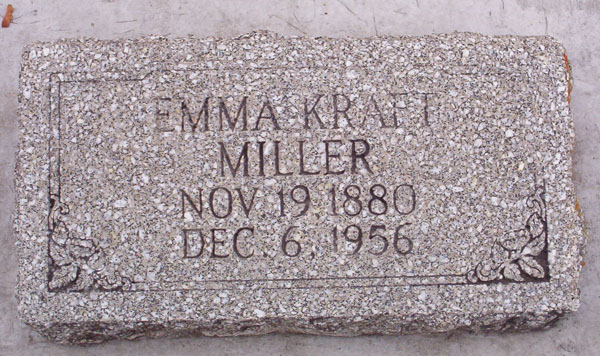 EMMA KRAFT
MILLER
NOV 19 1880
DEC. 6, 1956